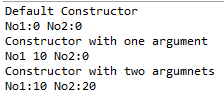 Default Constructor
No1:0 No2:0
Constructor with one argument
No1 10 No2:0
Constructor with two argumnets
No1:10 No2:20